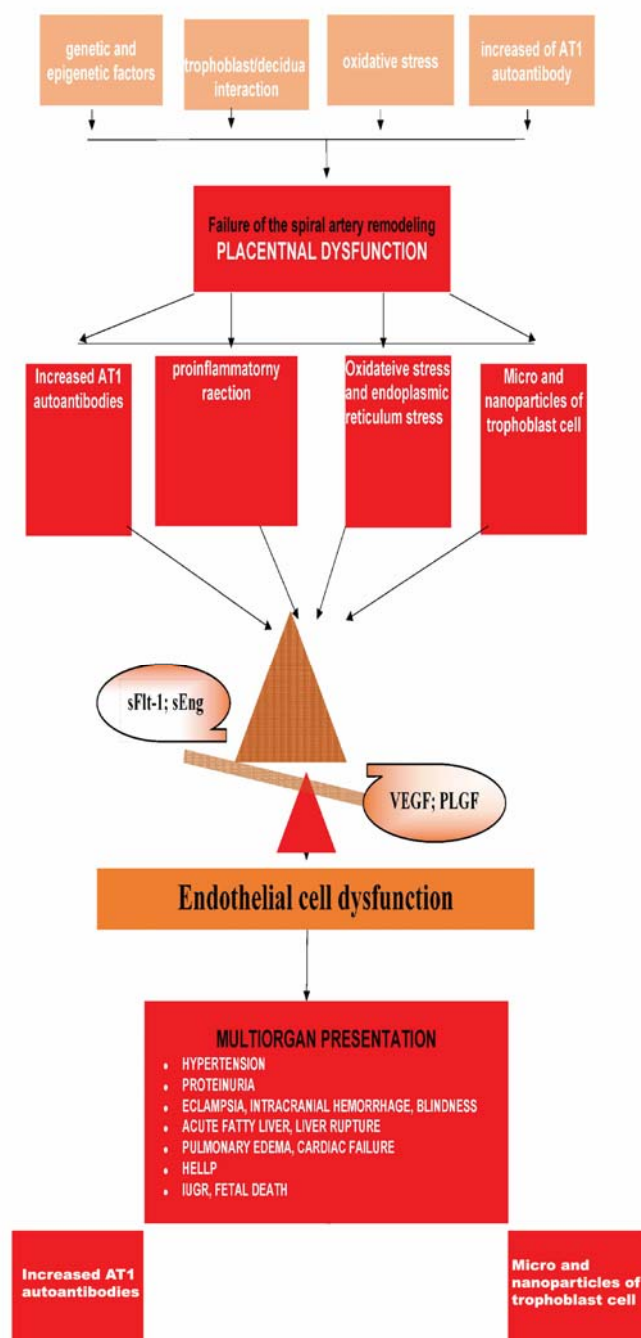 genetic and
epigenetic factors
trophoblast/decidua
interaction
oxidative stress
increased of AT1
autoantibody
Failure of the spiral artery remodeling
PLACENTNAL DYSFUNCTION
Increased AT1
autoantibodies
proinflammatorny
raection
Oxidateive stress
and endoplasmic
reticulum stress
Micro and
nanoparticles of
trophoblast cell
sFlt-1; sEng
VEGF; PLGF
Endothelial cell dysfunction
MULTIORGAN PRESENTATION
• HYPERTENSION
• PROTEINURIA
• ECLAMPSIA, INTRACRANIAL HEMORRHAGE, BLINDNESS
• ACUTE FATTY LIVER, LIVER RUPTURE
• PULMONARY EDEMA, CARDIAC FAILURE
• HELLP
• IUGR, FETAL DEATH
Increased AT1
autoantibodies
Micro and
nanoparticles of
trophoblast cell